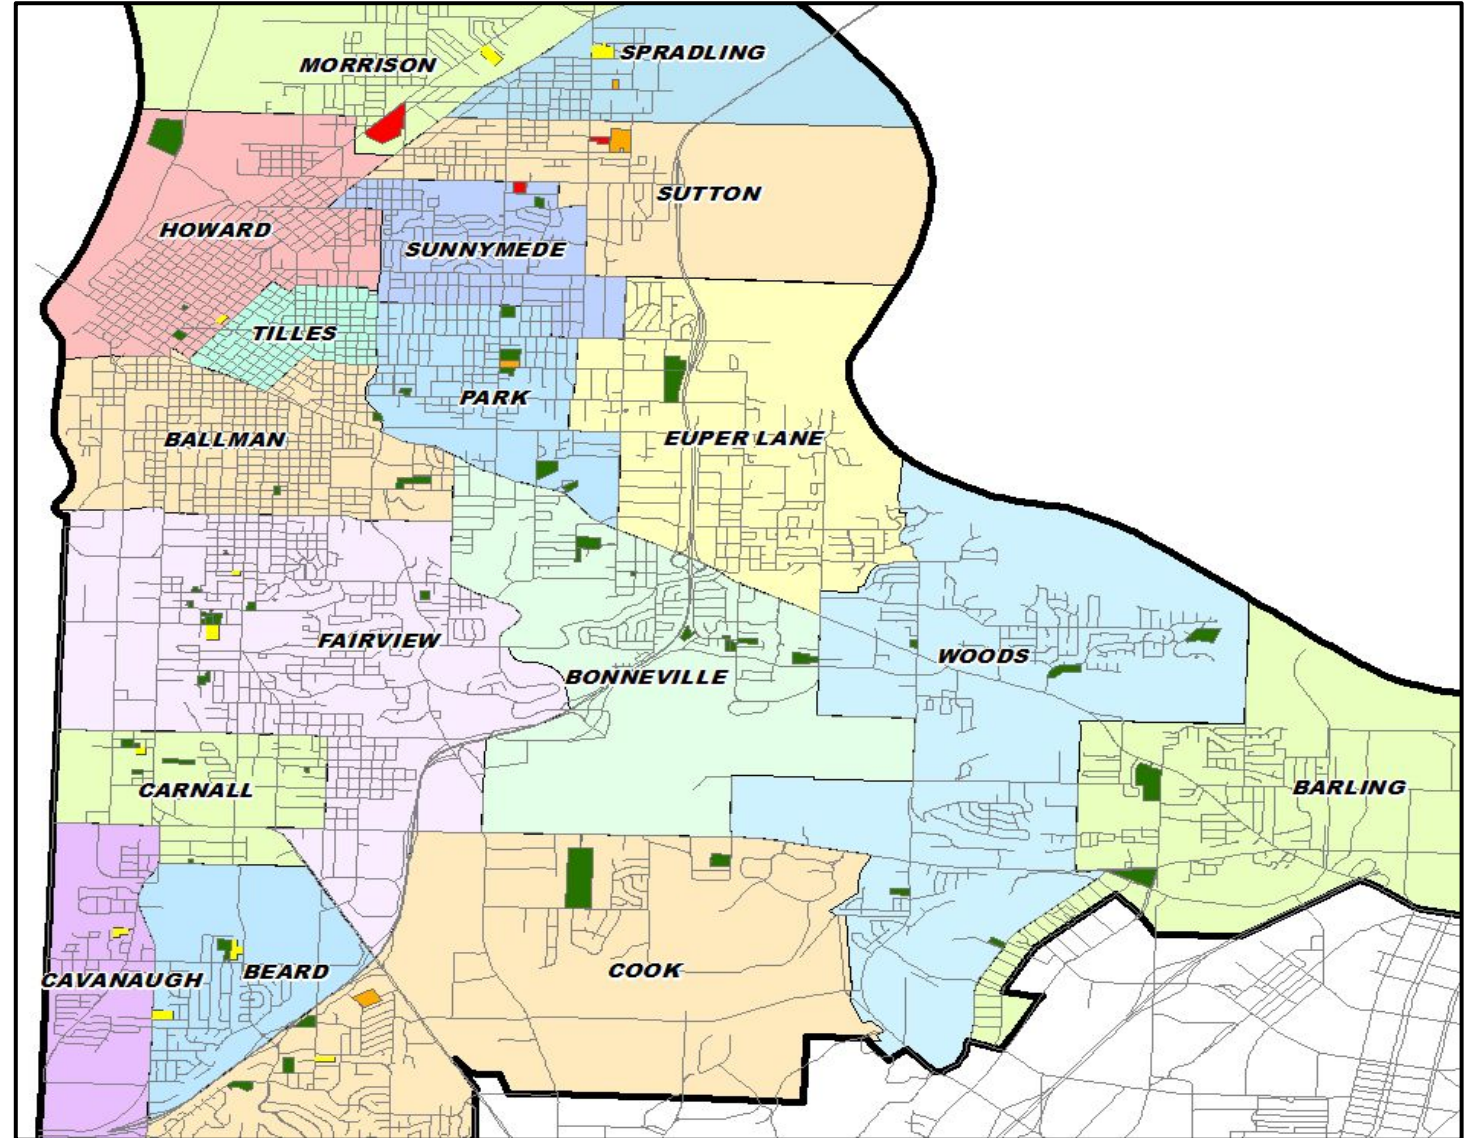 SPRADLING
MORRISON
SUTTON
HOWARD
SUNNYMEDE
TILLES
PARK
BALLMAN
EUPER LANE
FAIRVIEW
WOODS
BONNEVILLE
CARNALL
BARLING
COOK
BEARD
CAVANAUGH